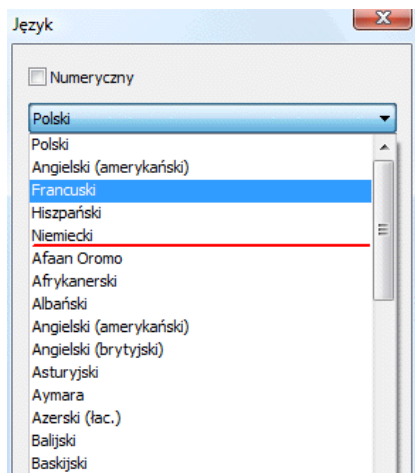 Język
Numeryczny
Polski
Polski
Angielski (amerykański)
Francuski
Hiszpański
Niemiecki
Afaan Oromo
Afrykanerski
Albański
Angielski (amerykański)
Angielski (brytyjski)
Asturyjski
Aymara
Azerski (łac.)
Balijski
Baskijski